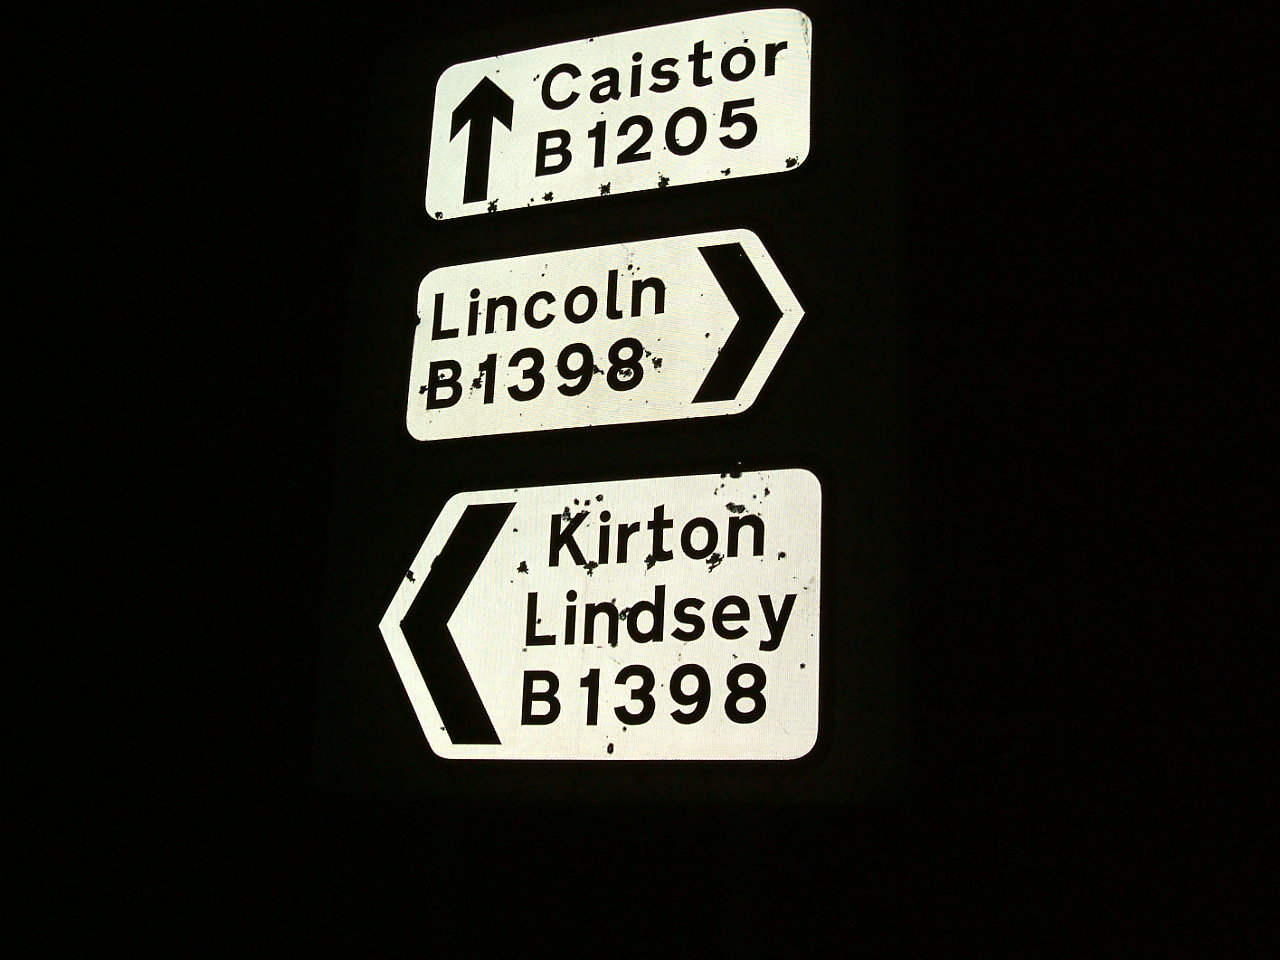 Caistor
B1205
Lincoln
B1398
Kirton
Lindsey
B1398